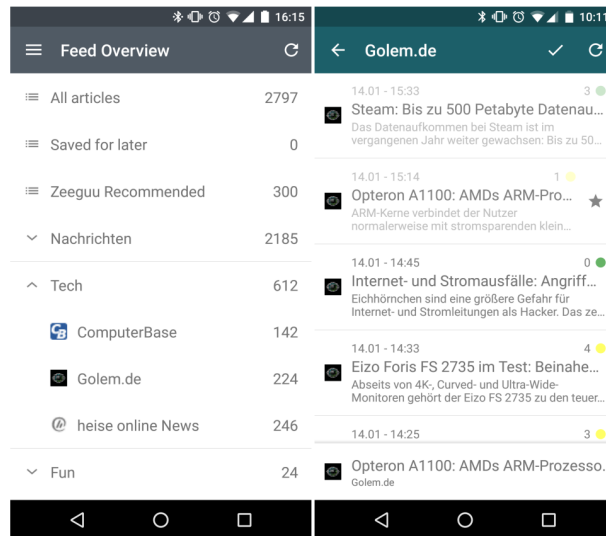 16:15
Feed Overview
All articles 2797
Saved for later 0
Zeeguu Recommended 300
Nachrichten 2185
Tech 612
ComputerBase 142
Golem.de 224
heise online News 246
Fun 24
10:11
Golem.de
14.01 - 15:33 3
Steam: Bis zu 500 Petabyte Datenau...
Das Datenaufkommen bei Steam ist im
vergangenen Jahr weiter gewachsen: Bis zu 50...
14.01 - 15:14 1
Opteron A1100: AMDs ARM-Pro...
ARM-Kerne verbindet der Nutzer
normalerweise mit stromsparenden klein...
14.01 - 14:45 0
Internet- und Stromausfälle: Angriff...
Eichhörnchen sind eine größere Gefahr für
Internet- und Stromleitungen als Hacker. Das ze...
14.01 - 14:33 4
Eizo Foris FS 2735 im Test: Beinahe...
Abseits von 4K-, Curved- und Ultra-Wide-
Monitoren gehört der Eizo FS 2735 zu den teuer...
14.01 - 14:25 3
Opteron A1100: AMDs ARM-Prozesso.
Golem.de